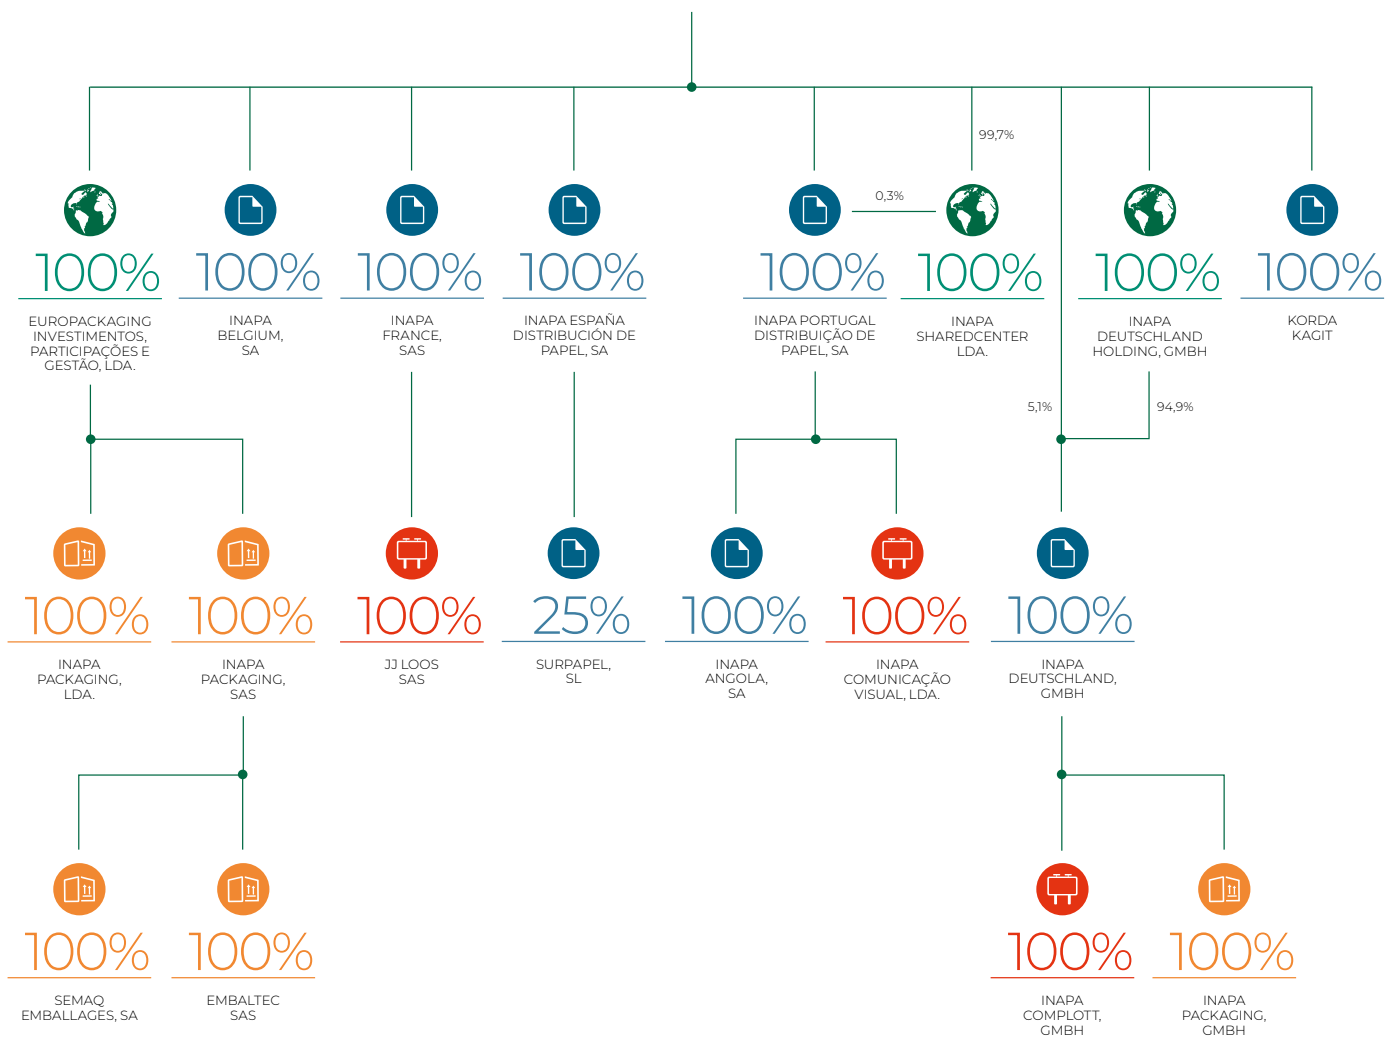 99,7%
0,3%
100%
EUROPACKAGING
INVESTIMENTOS,
PARTICIPAÇÕES E
GESTÃO, LDA.
100%
INAPA
BELGIUM,
SA
100%
INAPA
FRANCE,
SAS
100%
INAPA ESPAÑA
DISTRIBUCIÓN DE
PAPEL, SA
100%
INAPA PORTUGAL
DISTRIBUIÇÃO DE
PAPEL, SA
100%
INAPA
SHAREDCENTER
LDA.
100%
INAPA
DEUTSCHLAND
HOLDING, GMBH
100%
KORDA
KAGIT
5,1%
94,9%
100%
INAPA
PACKAGING,
LDA.
100%
INAPA
PACKAGING,
SAS
100%
JJ LOOS
SAS
25%
SURPAPEL,
SL
100%
INAPA
ANGOLA,
SA
100%
INAPA
COMUNICAÇÃO
VISUAL, LDA.
100%
INAPA
DEUTSCHLAND,
GMBH
100%
SEMAQ
EMBALLAGES, SA
100%
EMBALTEC
SAS
100%
INAPA
COMPLOTT,
GMBH
100%
INAPA
PACKAGING,
GMBH